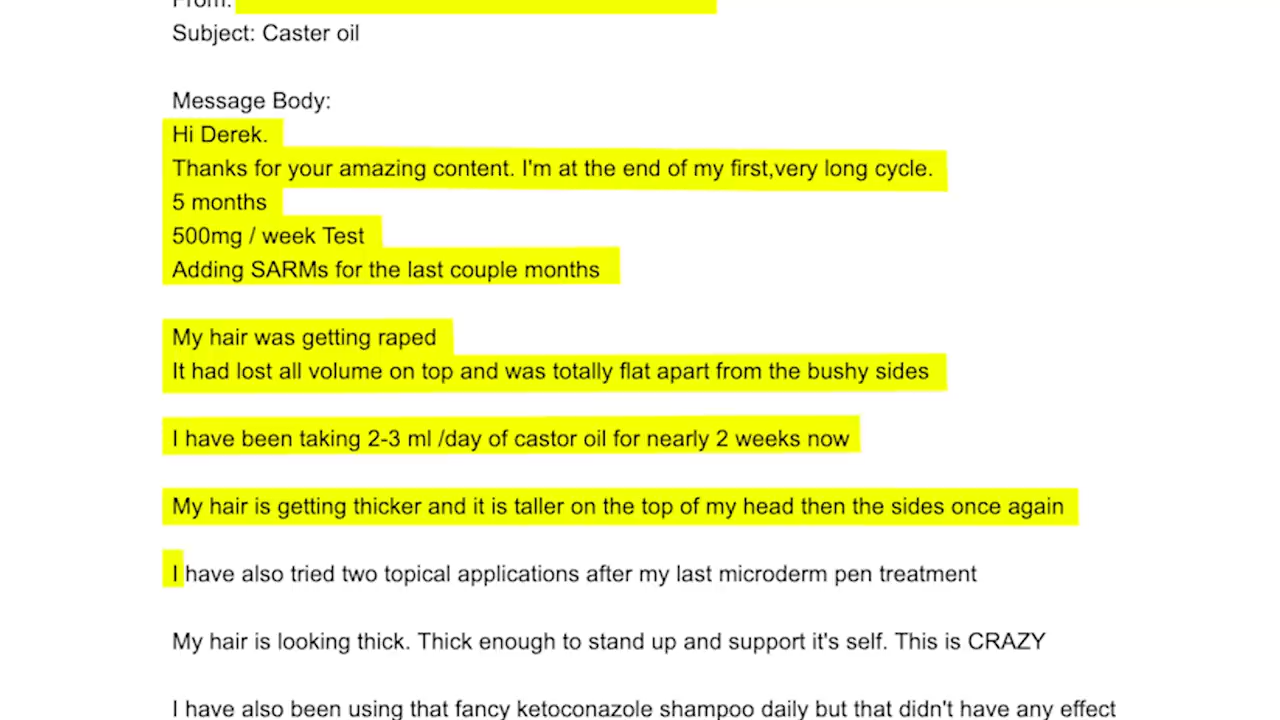 From:
Subject: Caster oil
Message Body:
Hi Derek.
Thanks for your amazing content. I'm at the end of my first,very long cycle.
5 months
500mg / week Test
Adding SARMs for the last couple months
My hair was getting raped
It had lost all volume on top and was totally flat apart from the bushy sides
I have been taking 2-3 ml /day of castor oil for nearly 2 weeks now
My hair is getting thicker and it is taller on the top of my head then the sides once again
I have also tried two topical applications after my last microderm pen treatment
My hair is looking thick. Thick enough to stand up and support it's self. This is CRAZY
I have also been using that fancy ketoconazole shampoo daily but that didn't have any effect